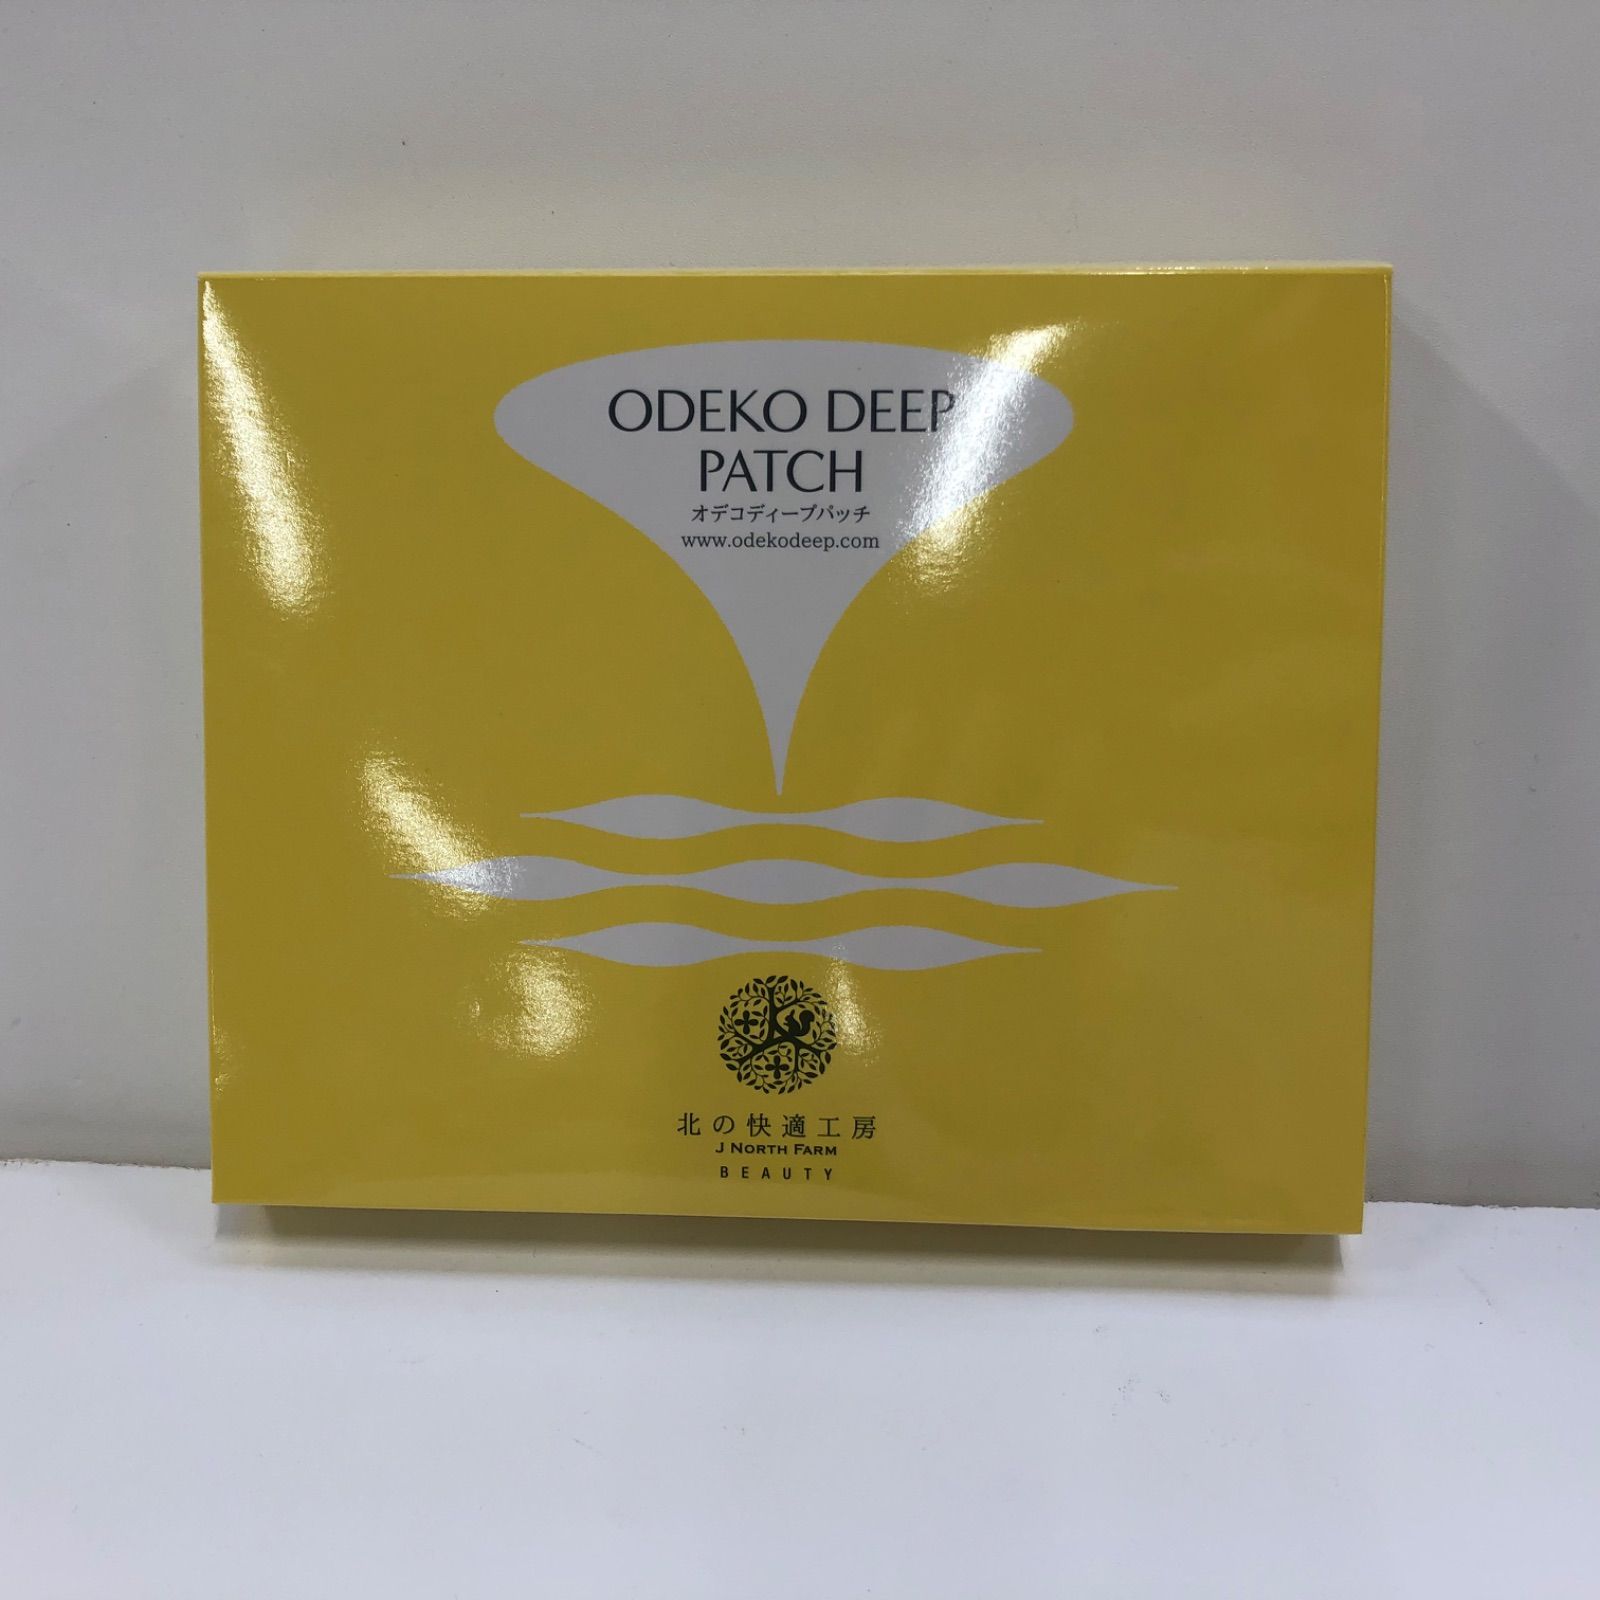 ODEKO DEEP
PATCH
オデコディープパッチ
www.odekodeep.com
北の快適工房
J NORTH FARM
BEAUTY